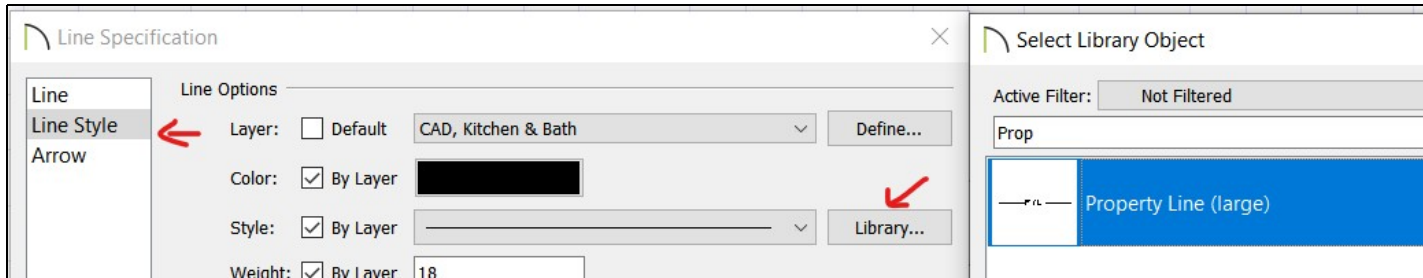 Line Specification
Line
Line Style
Arrow
Line Options
Layer: Default CAD, Kitchen & Bath Define...
Color: By Layer
Style: By Layer Library...
Weight: By Layer 18
Select Library Object
Active Filter: Not Filtered
Prop
Property Line (large)